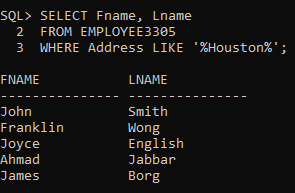 SQL> SELECT Fname, Lname
  2  FROM EMPLOYEE3305
  3  WHERE Address LIKE '%Houston%';
FNAME           LNAME
--------------- ---------------
John            Smith
Franklin        Wong
Joyce           English
Ahmad           Jabbar
James           Borg